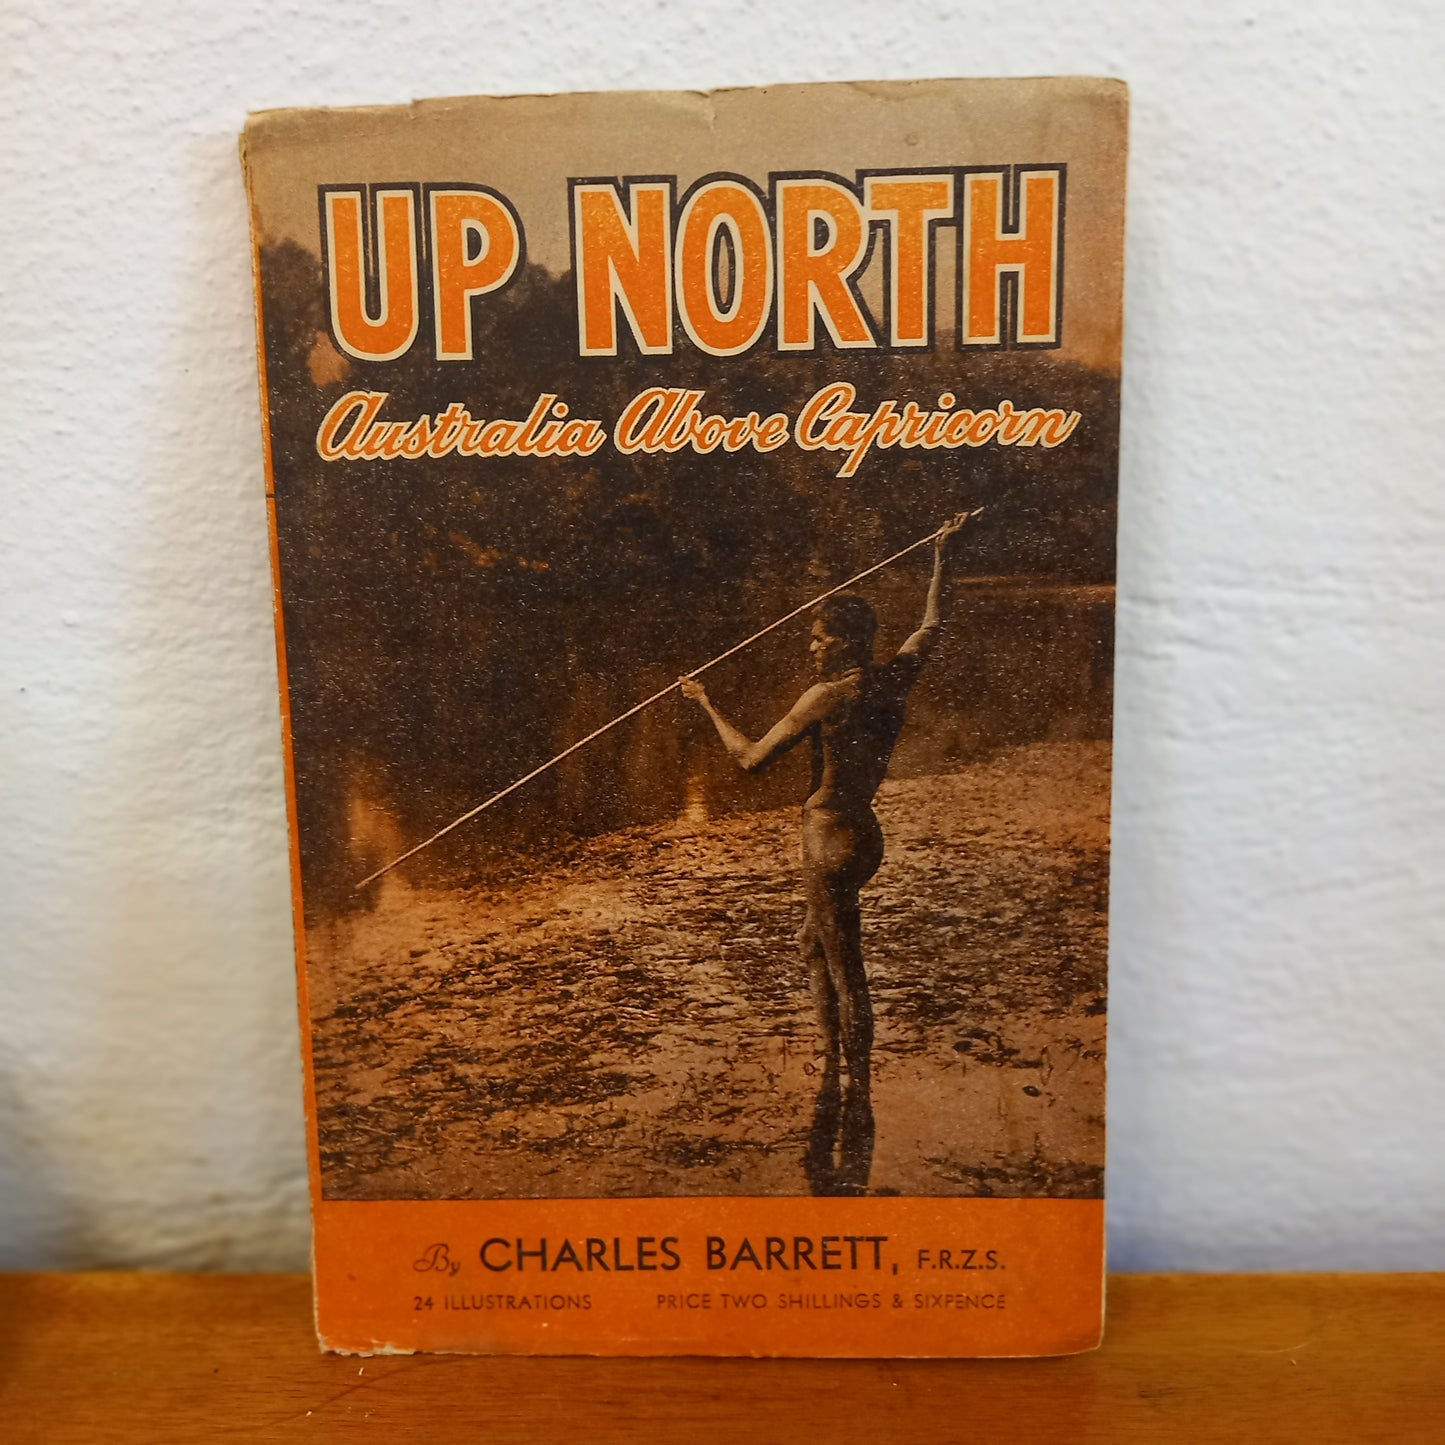 UP NORTH
Australia Above Capricorn
By CHARLES BARRETT, F.R.Z.S.
24 ILLUSTRATIONS PRICE TWO SHILLINGS & SIXPENCE